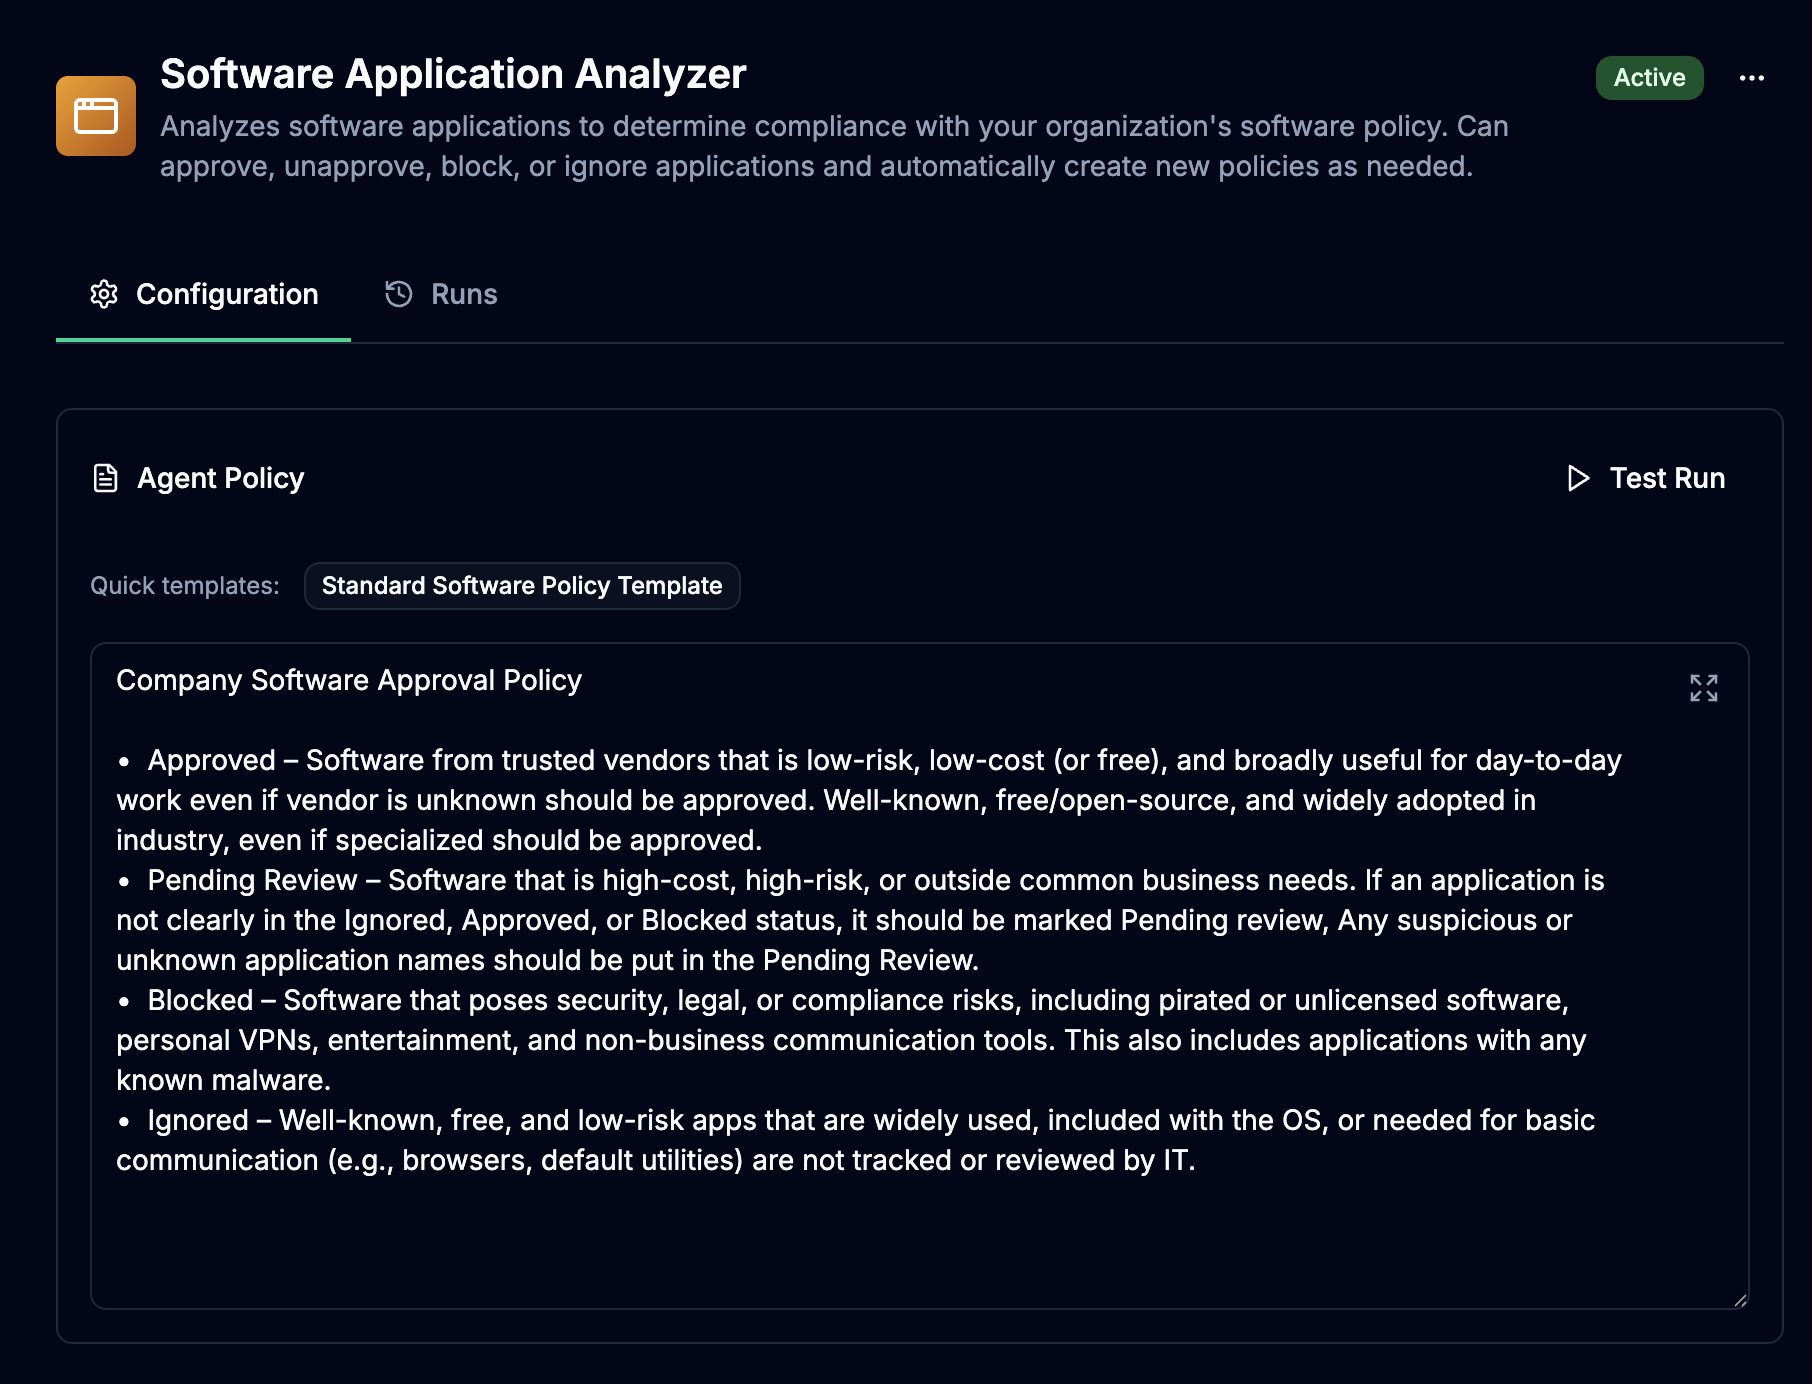 Software Application Analyzer
Active
Analyzes software applications to determine compliance with your organization's software policy. Can
approve, unapprove, block, or ignore applications and automatically create new policies as needed.
Configuration
Runs
Agent Policy
Test Run
Quick templates:
Standard Software Policy Template
Company Software Approval Policy
• Approved – Software from trusted vendors that is low-risk, low-cost (or free), and broadly useful for day-to-day
work even if vendor is unknown should be approved. Well-known, free/open-source, and widely adopted in
industry, even if specialized should be approved.
• Pending Review – Software that is high-cost, high-risk, or outside common business needs. If an application is
not clearly in the Ignored, Approved, or Blocked status, it should be marked Pending review, Any suspicious or
unknown application names should be put in the Pending Review.
• Blocked – Software that poses security, legal, or compliance risks, including pirated or unlicensed software,
personal VPNs, entertainment, and non-business communication tools. This also includes applications with any
known malware.
• Ignored – Well-known, free, and low-risk apps that are widely used, included with the OS, or needed for basic
communication (e.g., browsers, default utilities) are not tracked or reviewed by IT.